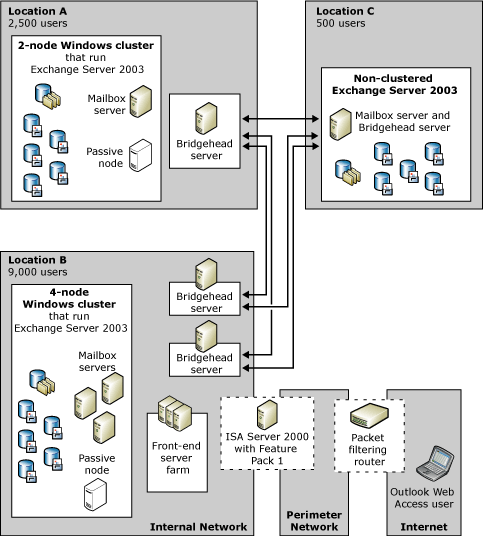 Location A
2,500 users
2-node Windows cluster
that run
Exchange Server 2003
Mailbox
server
Passive
node
Bridgehead
server
Location C
500 users
Non-clustered
Exchange Server 2003
Mailbox server and
Bridgehead server
Location B
9,000 users
4-node
Windows cluster
that run
Exchange Server 2003
Mailbox
servers
Passive
node
Bridgehead
server
Bridgehead
server
Front-end
server
farm
Internal Network
ISA Server 2000
with Feature
Pack 1
Perimeter
Network
Packet
filtering
router
Outlook Web
Access user
Internet